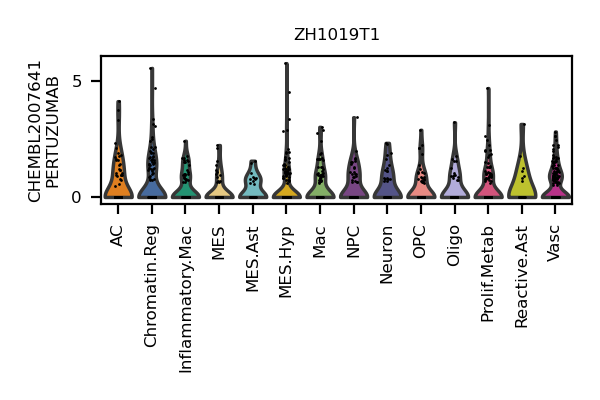 ZH1019T1
CHEMBL2007641
PERTUZUMAB
5
0
AC
Chromatin.Reg
Inflammatory.Mac
MES
MES.Ast
MES.Hyp
Mac
NPC
Neuron
OPC
Oligo
Prolif.Metab
Reactive.Ast
Vasc